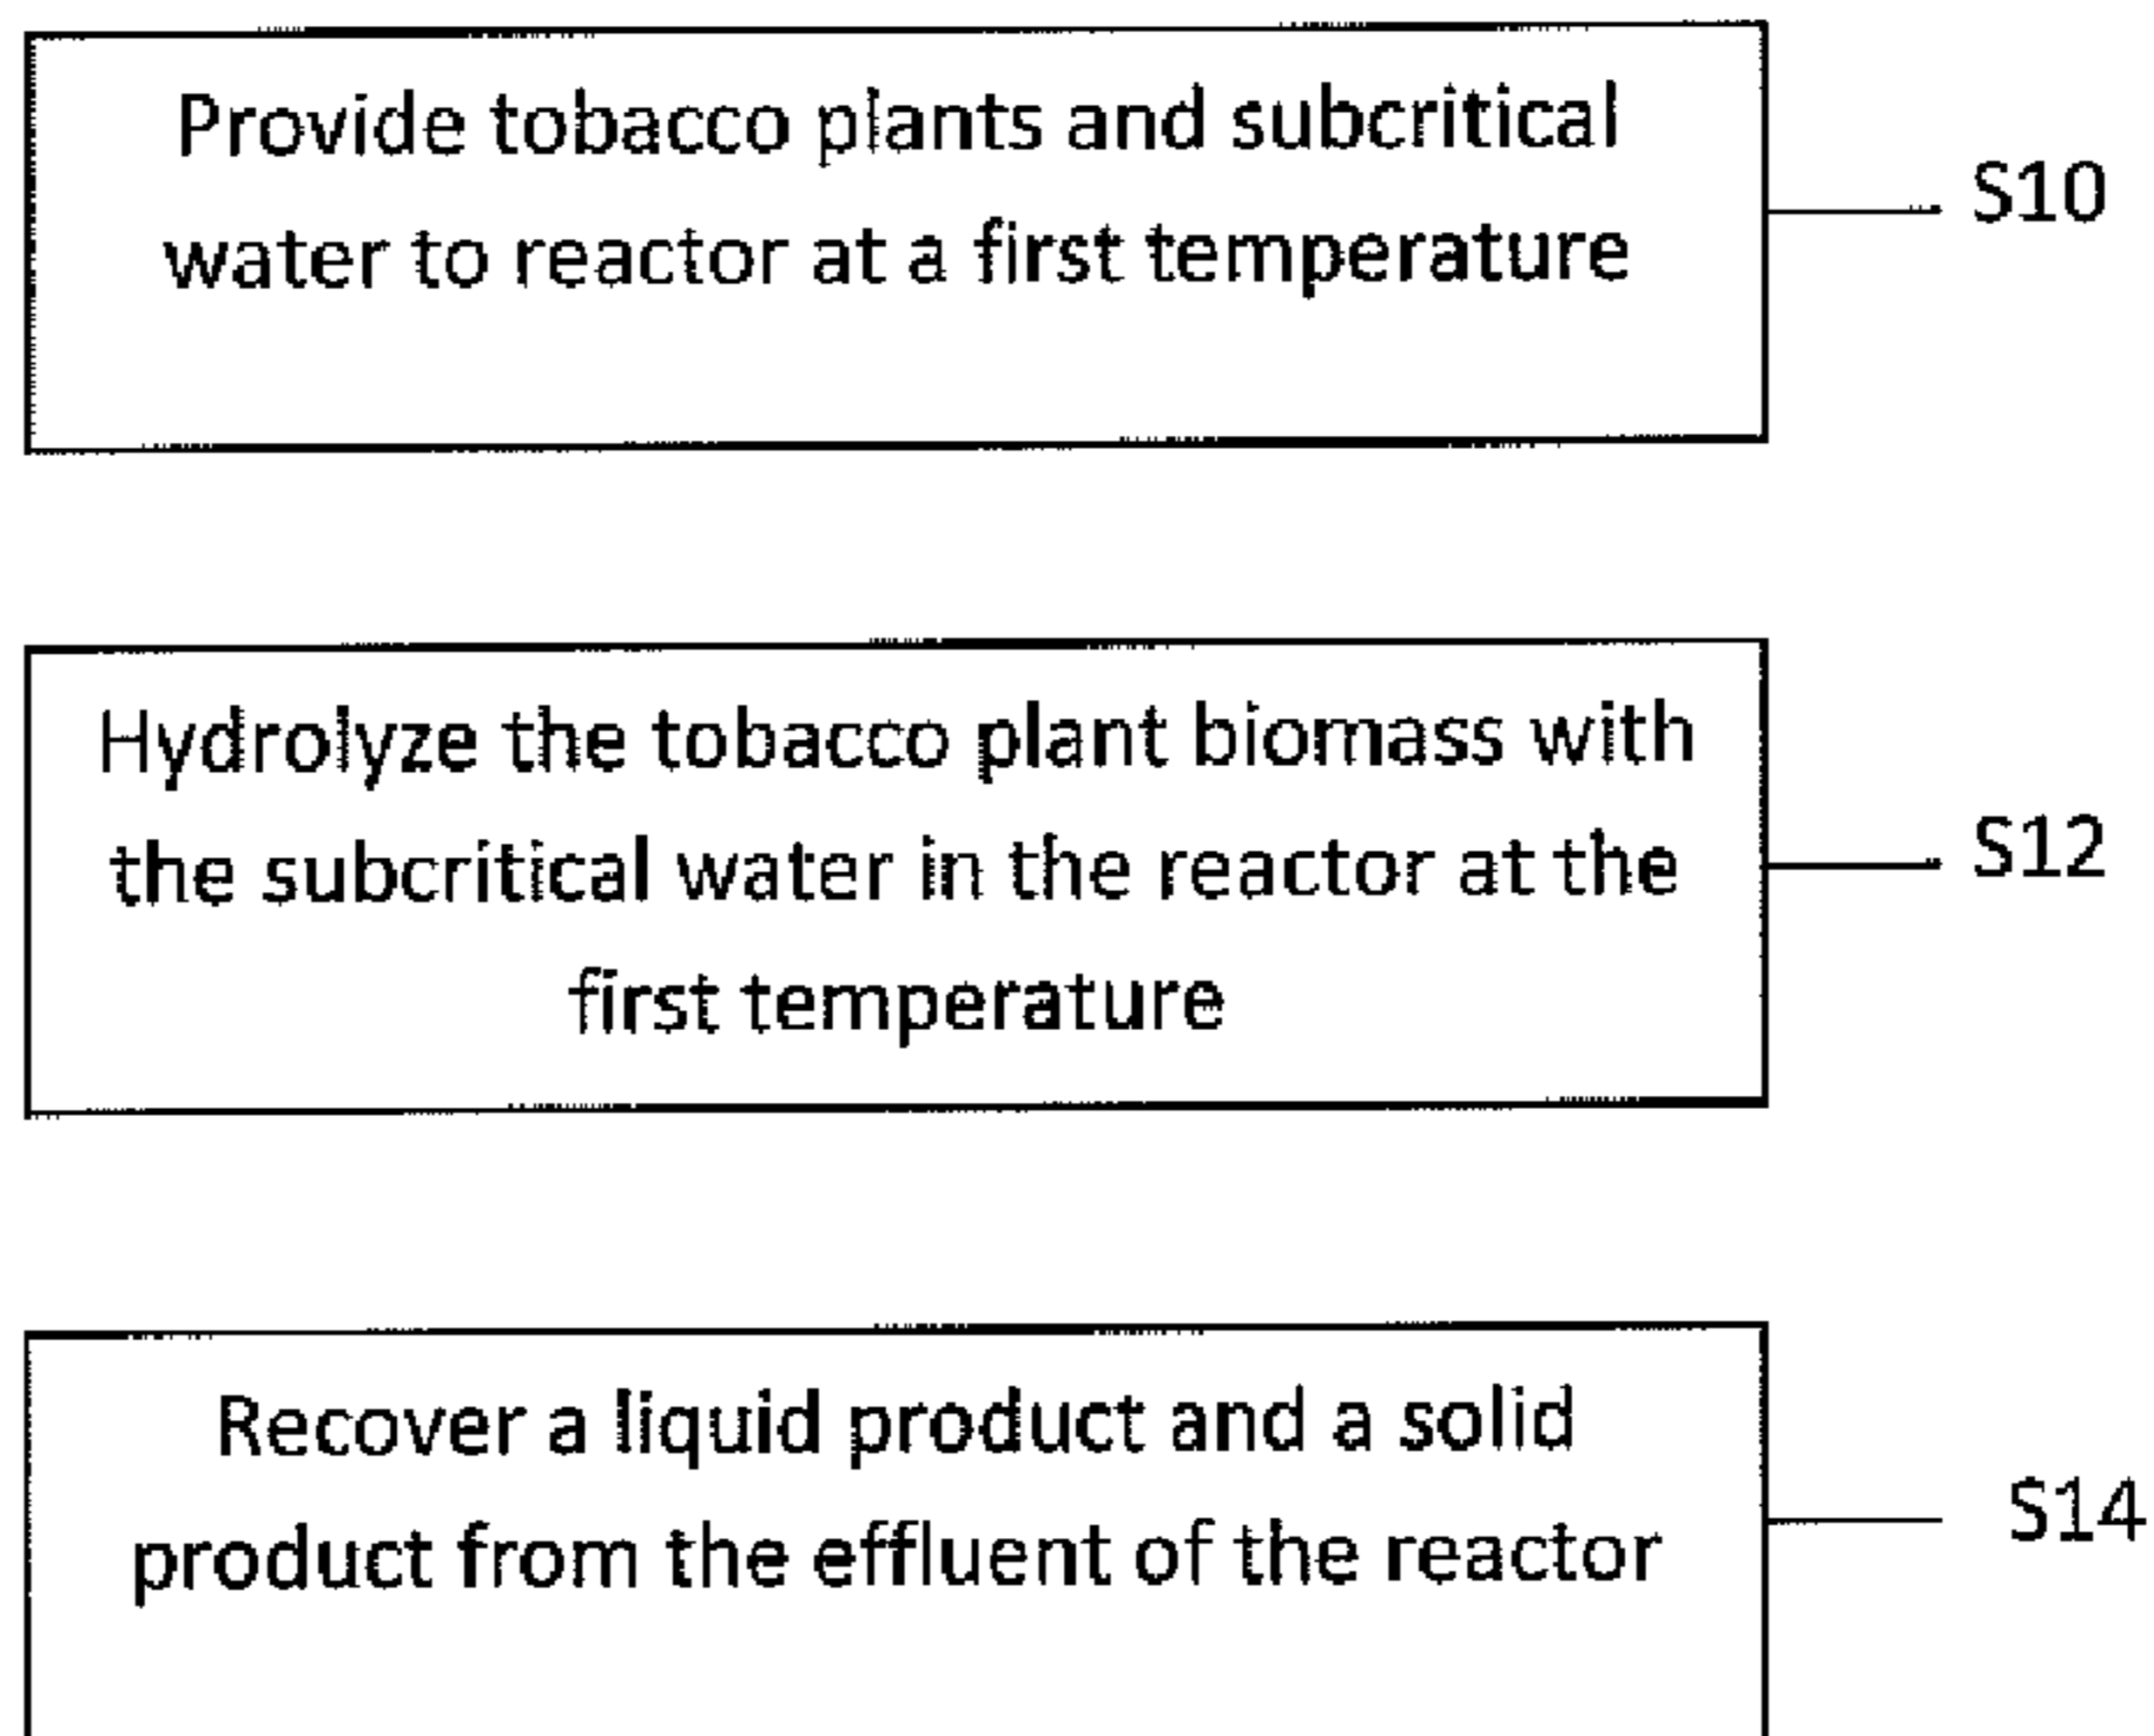 Provide tobacco plants and subcritical
water to reactor at a first temperature
S10
Hydrolyze the tobacco plant biomass with
the subcritical water in the reactor at the
first temperature
S12
Recover a liquid product and a solid
product from the effluent of the reactor
S14